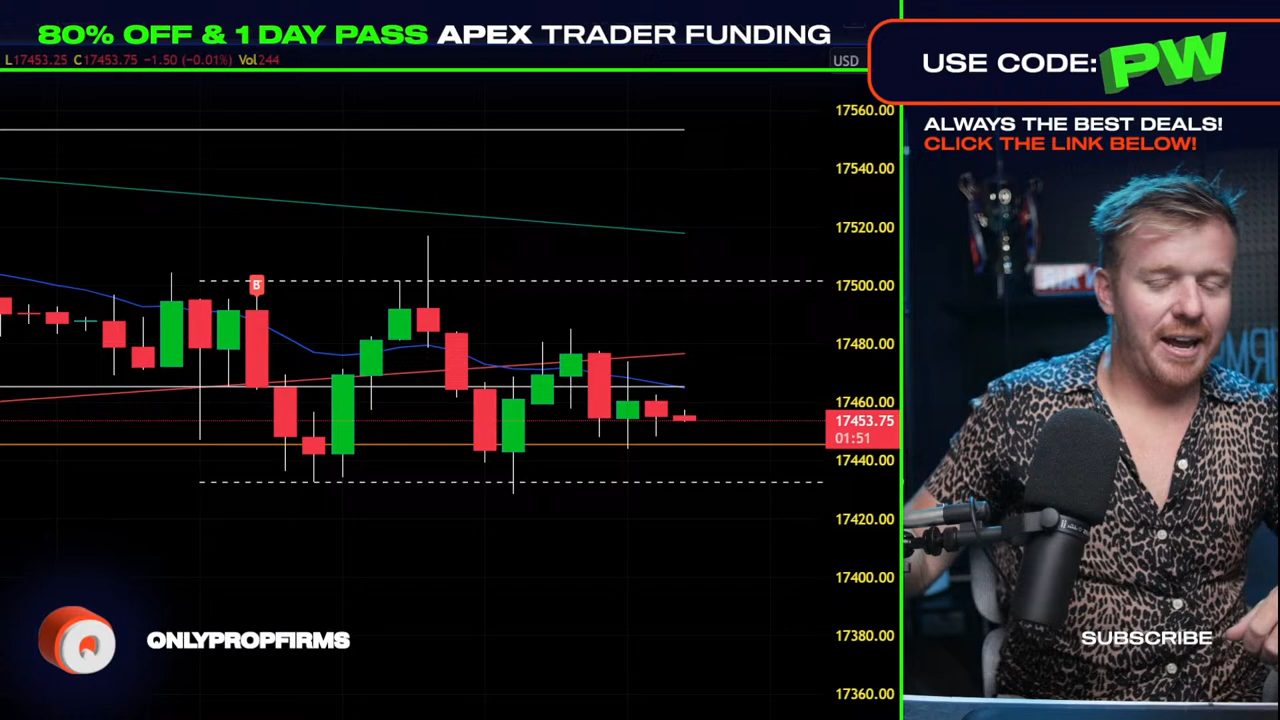 80% OFF & 1 DAY PASS APEX TRADER FUNDING
USE CODE: PW
L17453.25 C17453.75 −1.50 (−0.01%) Vol244
USD
ALWAYS THE BEST DEALS!
CLICK THE LINK BELOW!
17560.00
17540.00
17520.00
17500.00
B
17480.00
17460.00
17453.75
01:51
17440.00
17420.00
17400.00
17380.00
17360.00
ONLYPROPFIRMS
SUBSCRIBE